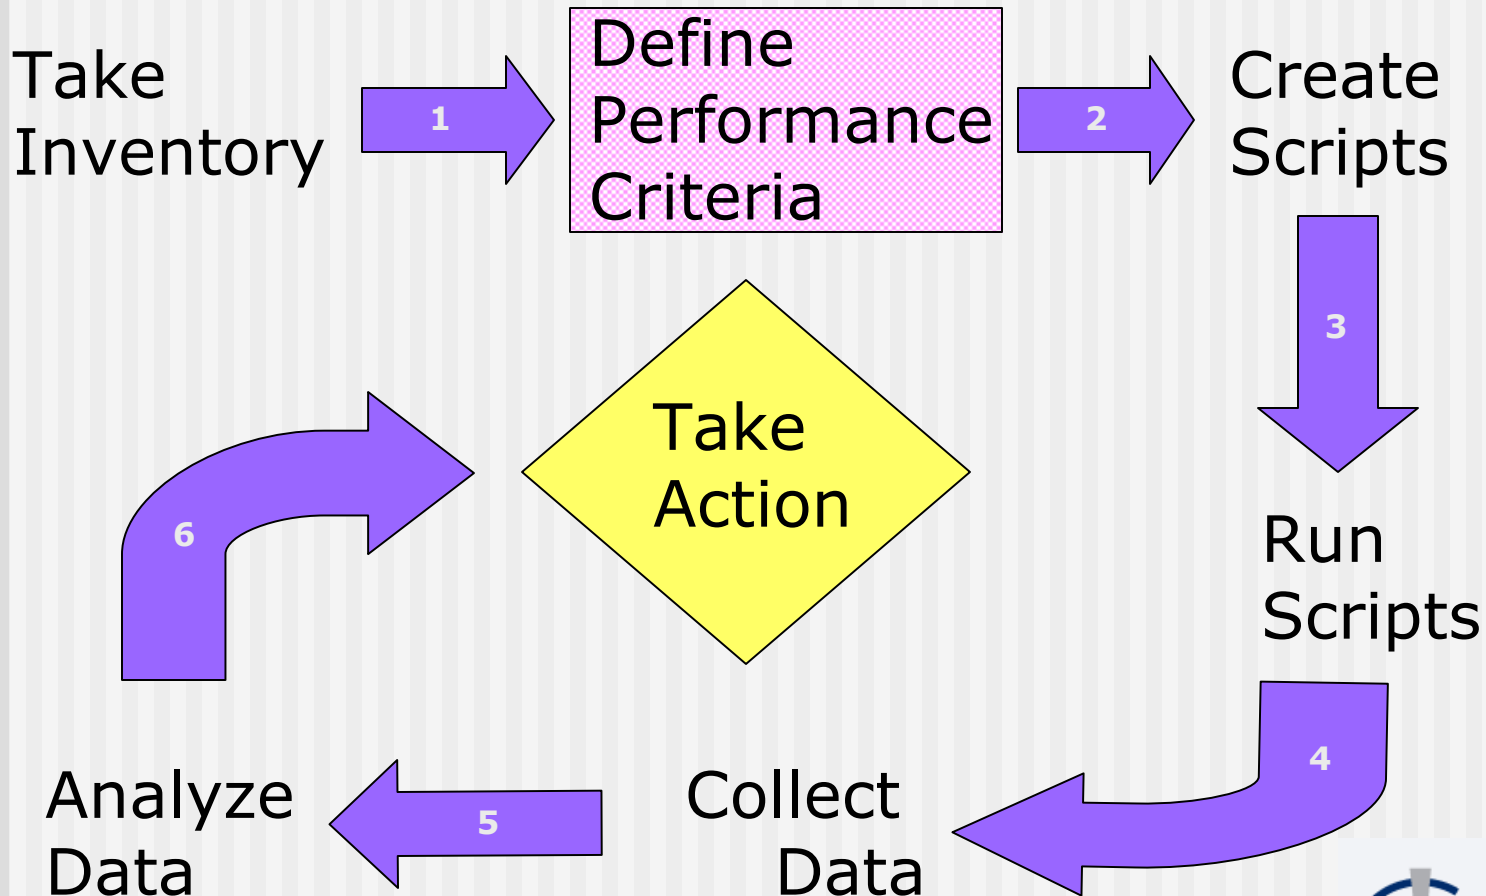 Take
Inventory
1
Define
Performance
Criteria
2
Create
Scripts
3
Run
Scripts
4
Collect
Data
5
Analyze
Data
6
Take
Action